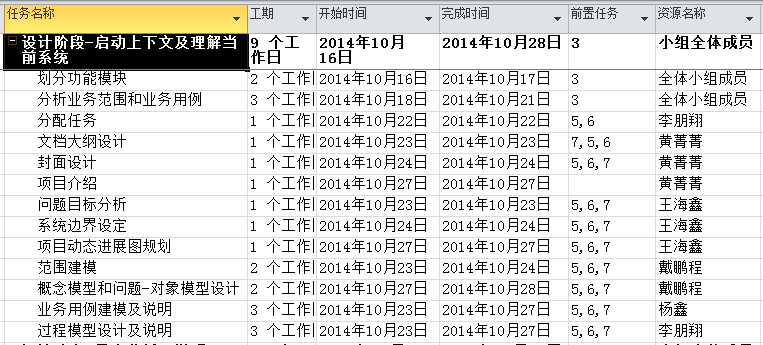 任务名称 工期 开始时间 完成时间 前置任务 资源名称
设计阶段-启动上下文及理解当前系统 9 个工作日 2014年10月16日 2014年10月28日 3 小组全体成员
划分功能模块 2 个工作 2014年10月16日 2014年10月17日 3 全体小组成员
分析业务范围和业务用例 3 个工作 2014年10月18日 2014年10月21日 3 全体小组成员
分配任务 1 个工作 2014年10月22日 2014年10月22日 5,6 李朋翔
文档大纲设计 1 个工作 2014年10月23日 2014年10月23日 7,5,6 黄菁菁
封面设计 1 个工作 2014年10月24日 2014年10月24日 5,6,7 黄菁菁
项目介绍 1 个工作 2014年10月27日 2014年10月27日 黄菁菁
问题目标分析 1 个工作 2014年10月23日 2014年10月23日 5,6,7 王海鑫
系统边界设定 1 个工作 2014年10月24日 2014年10月24日 5,6,7 王海鑫
项目动态进展图规划 1 个工作 2014年10月27日 2014年10月27日 5,6,7 王海鑫
范围建模 2 个工作 2014年10月23日 2014年10月24日 5,6,7 戴鹏程
概念模型和问题-对象模型设计 2 个工作 2014年10月27日 2014年10月28日 5,6,7 戴鹏程
业务用例建模及说明 3 个工作 2014年10月23日 2014年10月27日 5,6,7 杨鑫
过程模型设计及说明 3 个工作 2014年10月23日 2014年10月27日 5,6,7 李朋翔